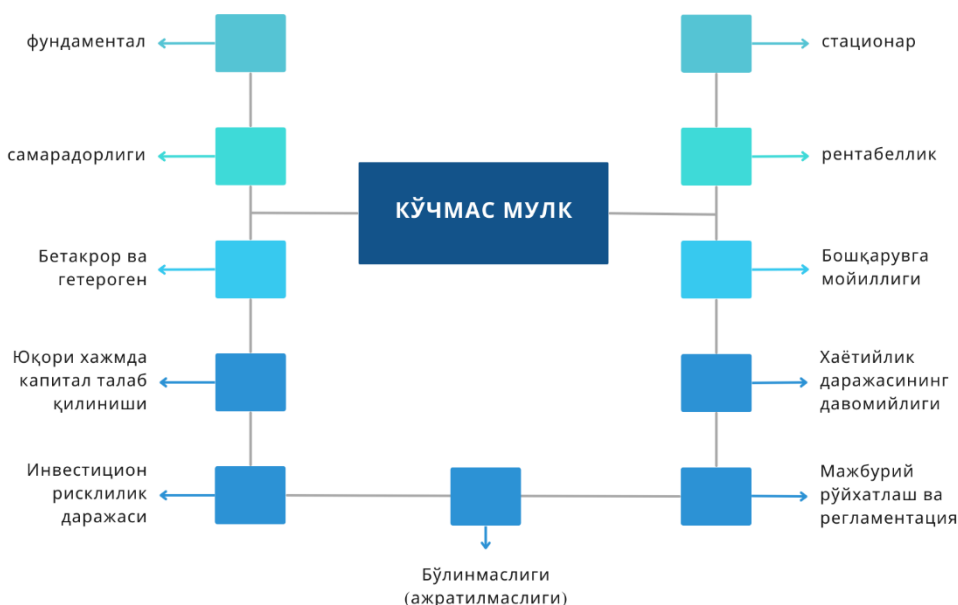 фундаментал
стационар
самарадорлиги
рентабеллик
КЎЧМАС МУЛК
Бетакрор ва
гетероген
Бошқарувга
мойиллиги
Юқори хажмда
капитал талаб
қилиниши
Хаётийлик
даражасининг
давомийлиги
Инвестицион
рисклилик
даражаси
Мажбурий
рўйхатлаш ва
регламентация
Бўлинмаслиги
(ажратилмаслиги)